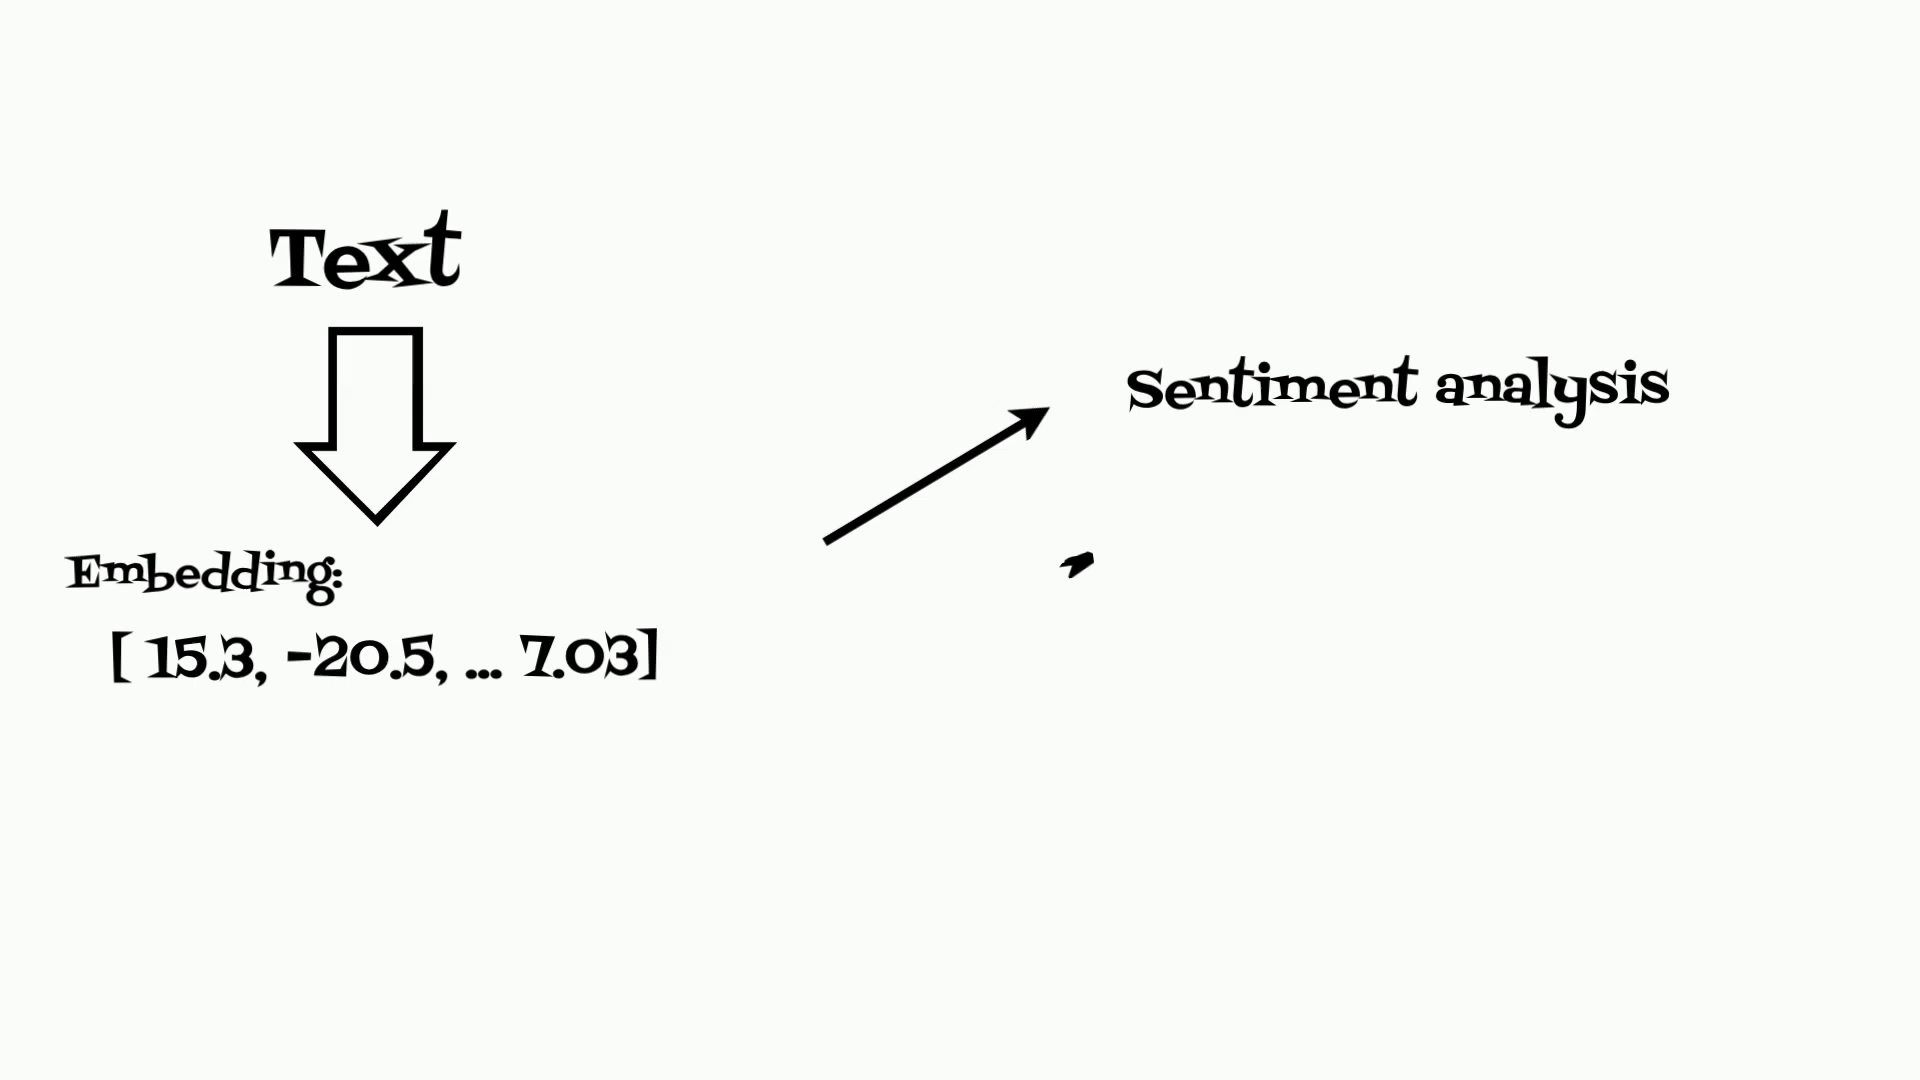 Text
Sentiment analysis
Embedding:
[ 15.3, -20.5, ... 7.03]